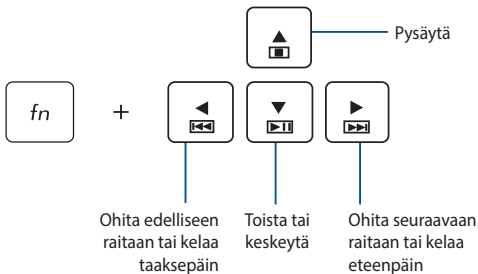 Pysäytä
fn
+
Ohita edelliseen
raitaan tai kelaa
taaksepäin
Toista tai
keskeytä
Ohita seuraavaan
raitaan tai kelaa
eteenpäin